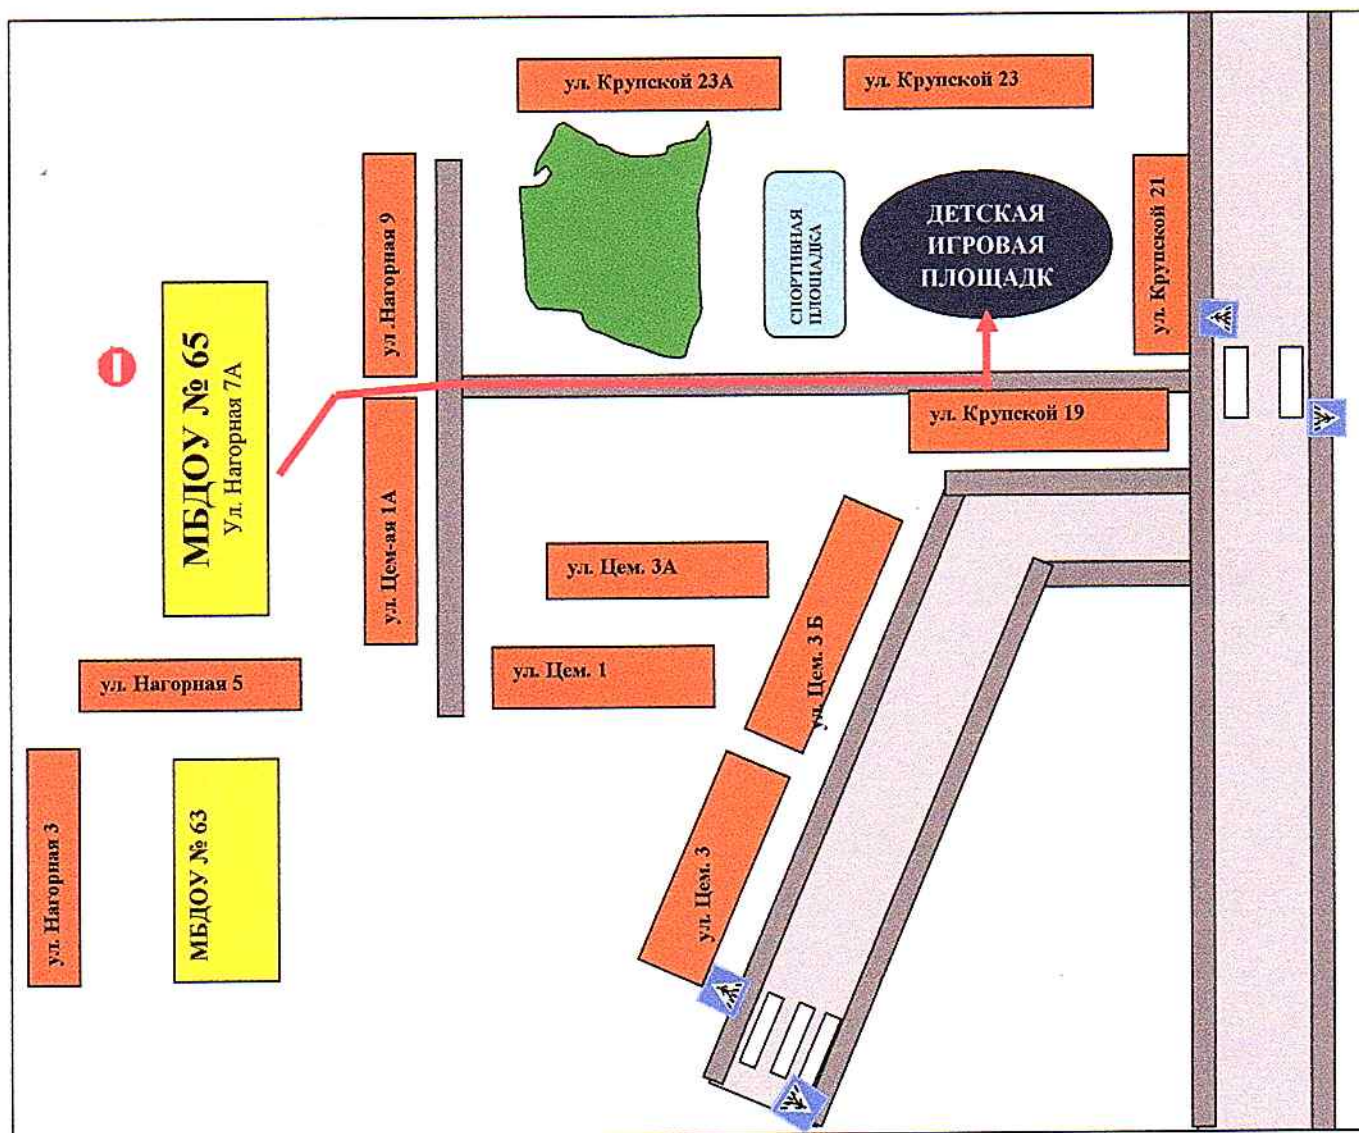 ул. Крупской 23А
ул. Крупской 23
ул .Нагорная 9
СПОРТИВНАЯ
ПЛОЩАДКА
ДЕТСКАЯ
ИГРОВАЯ
ПЛОЩАДК
ул. Крупской 21
МБДОУ № 65
Ул. Нагорная 7А
ул. Цем-ая 1А
ул. Крупской 19
ул. Цем. 3А
ул. Цем. 3 Б
ул. Цем. 1
ул. Нагорная 5
ул. Нагорная 3
МБДОУ № 63
ул. Цем. 3